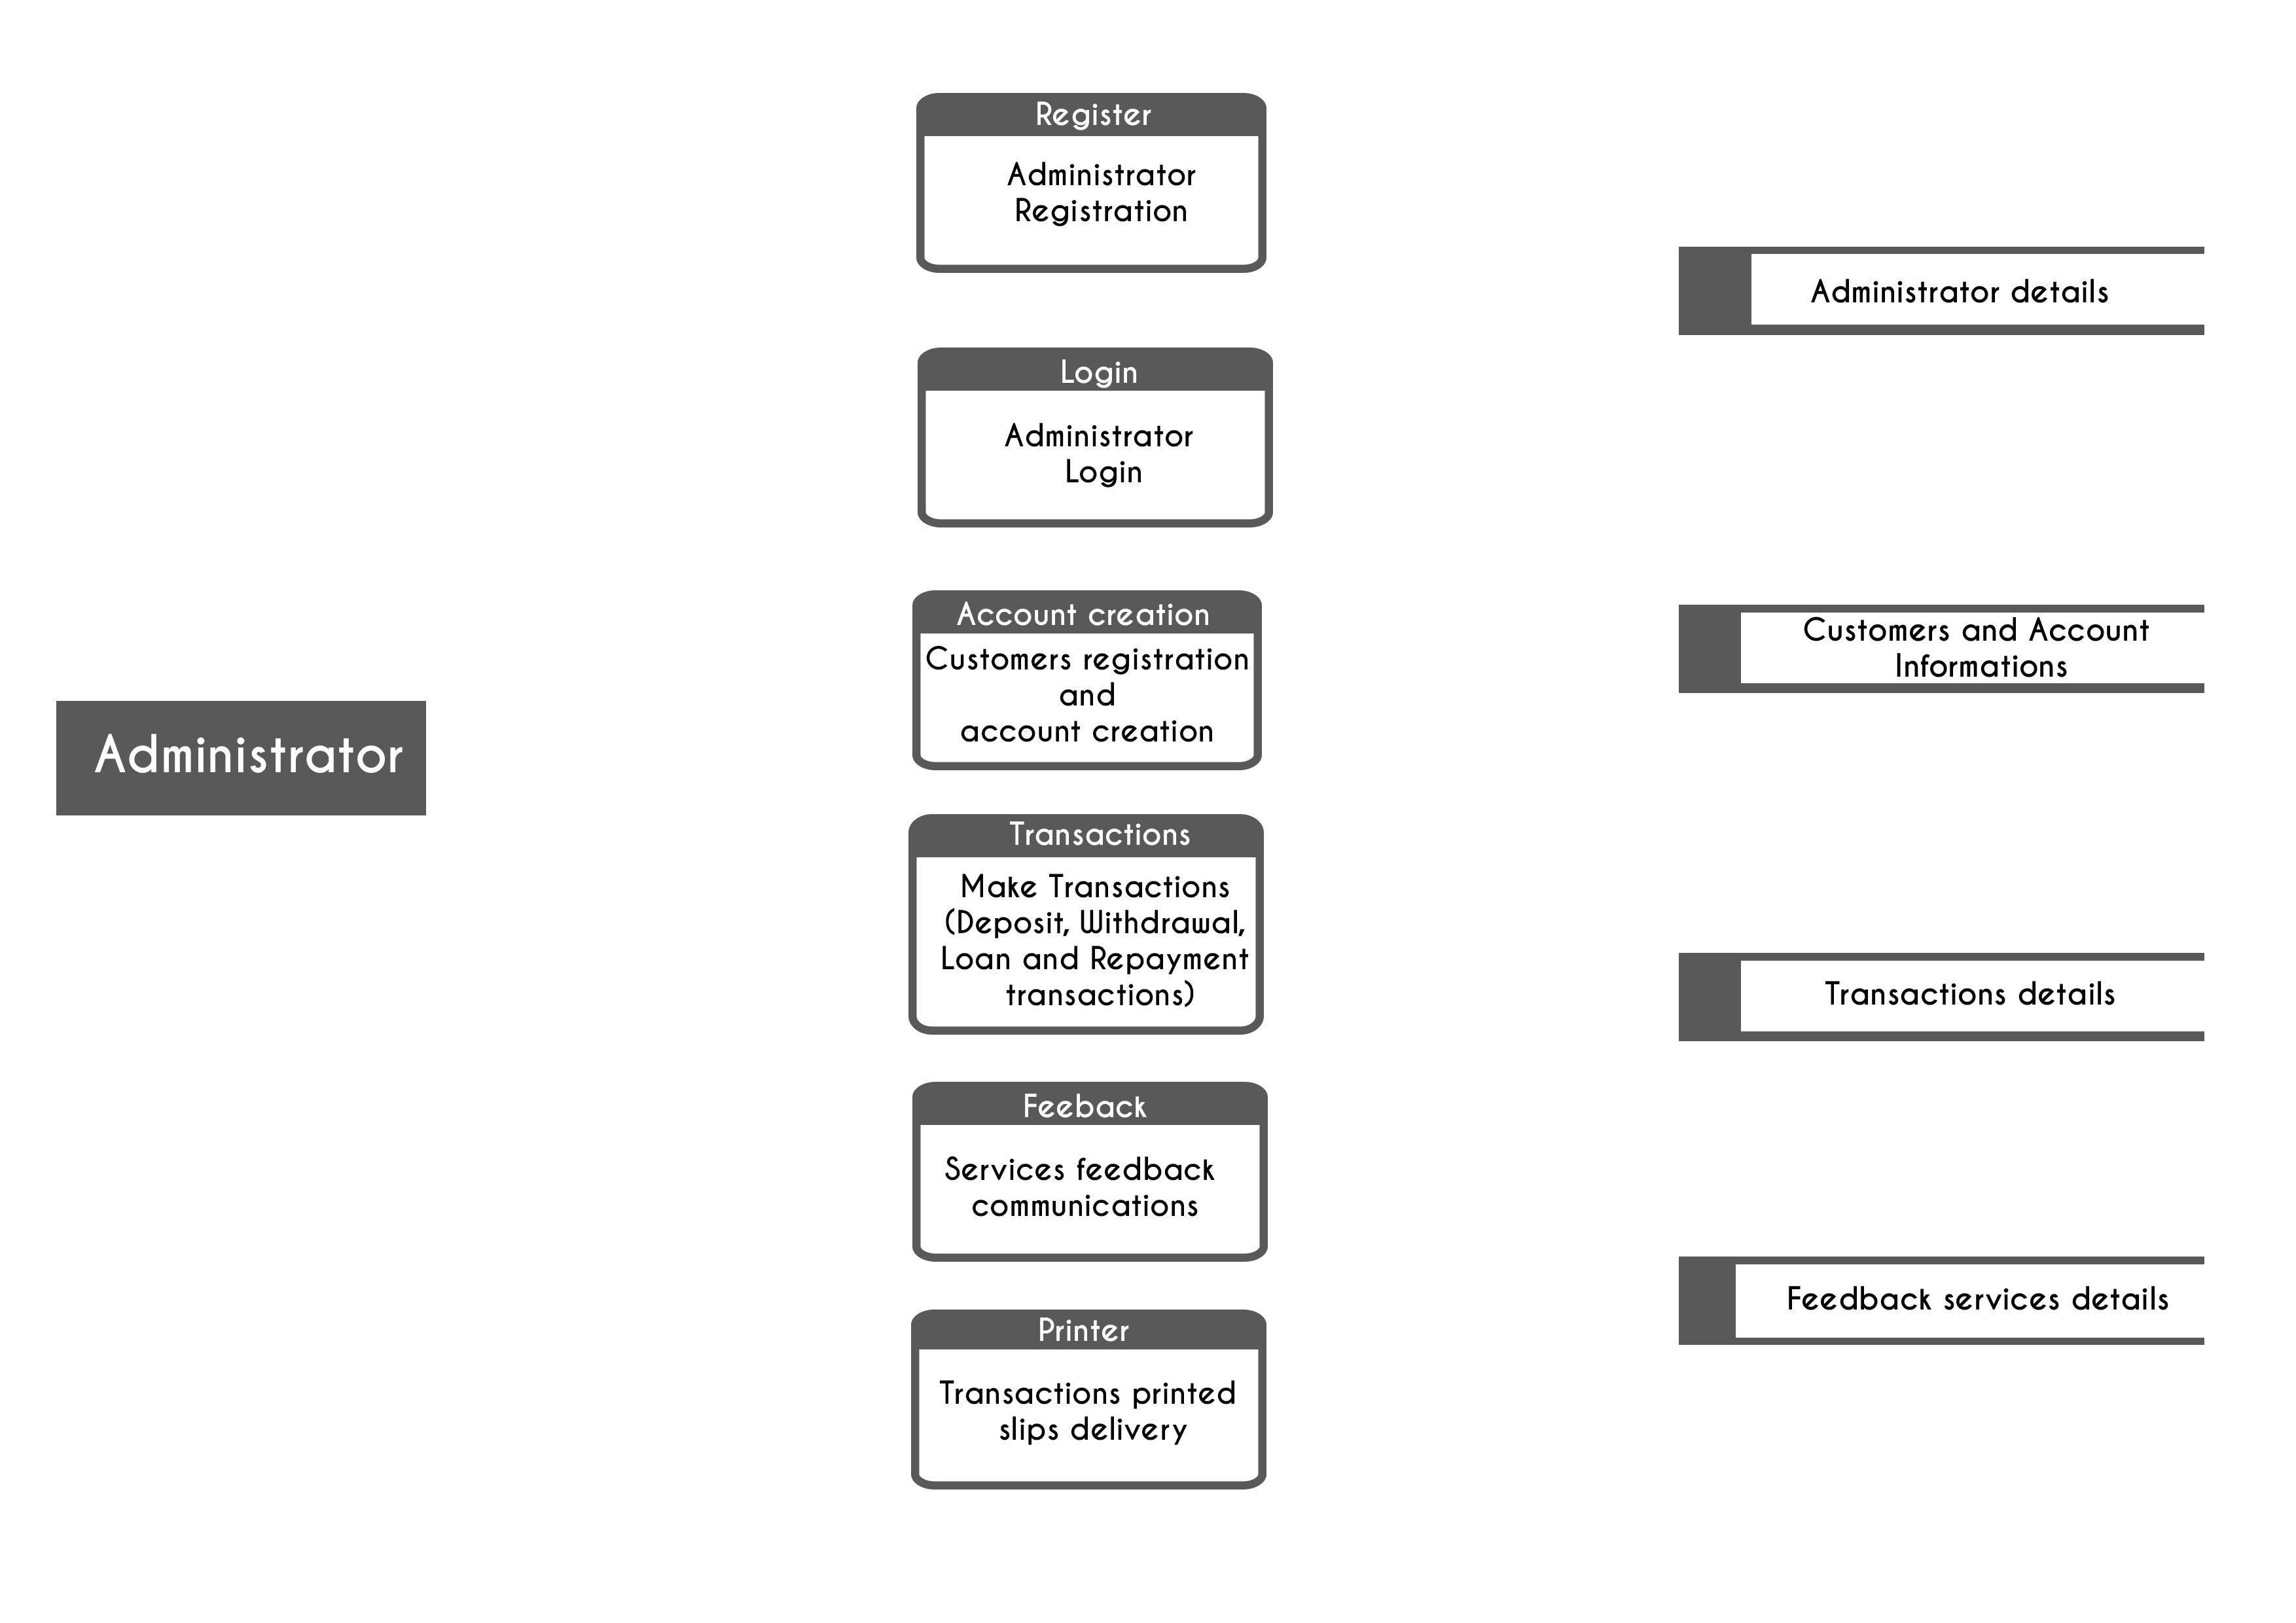 Register
Administrator
Registration
Administrator details
Login
Administrator
Login
Account creation
Customers registration
and
account creation
Customers and Account
Informations
Administrator
Transactions
Make Transactions
(Deposit, Withdrawal,
Loan and Repayment
transactions)
Transactions details
Feeback
Services feedback
communications
Feedback services details
Printer
Transactions printed
slips delivery